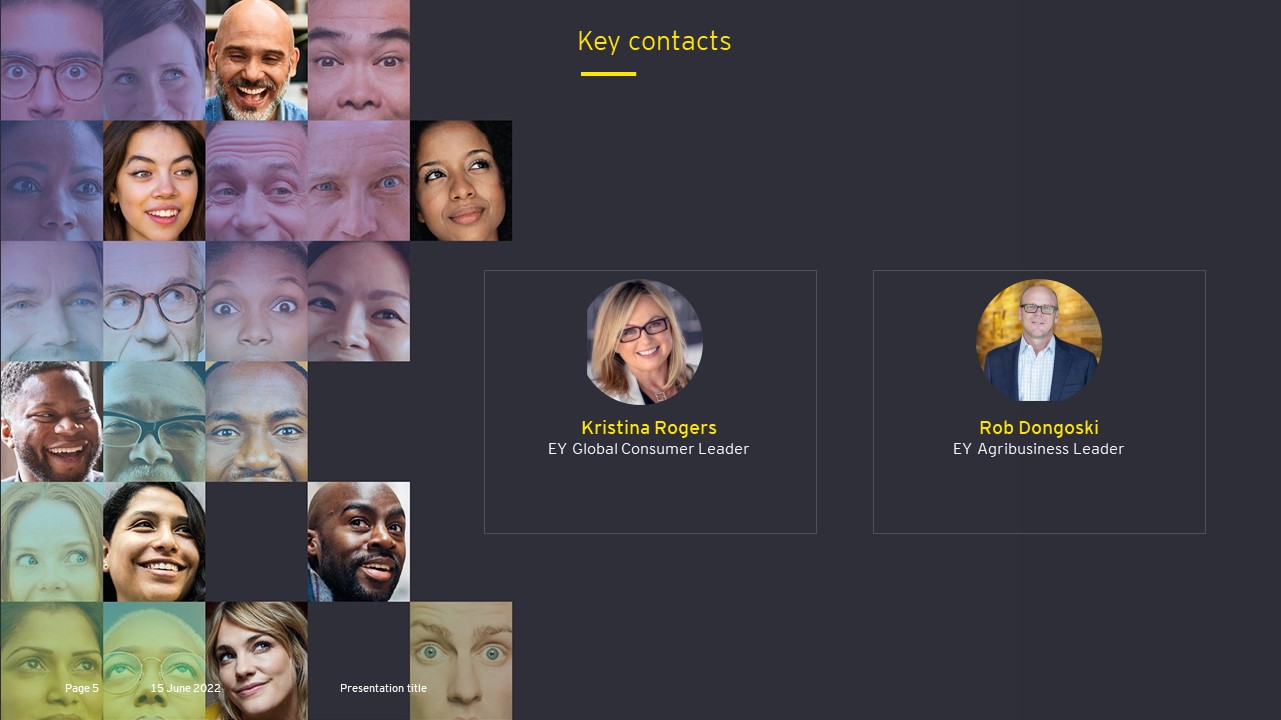 Key contacts
Kristina Rogers
EY Global Consumer Leader
Rob Dongoski
EY Agribusiness Leader
Page 5
15 June 2022
Presentation title